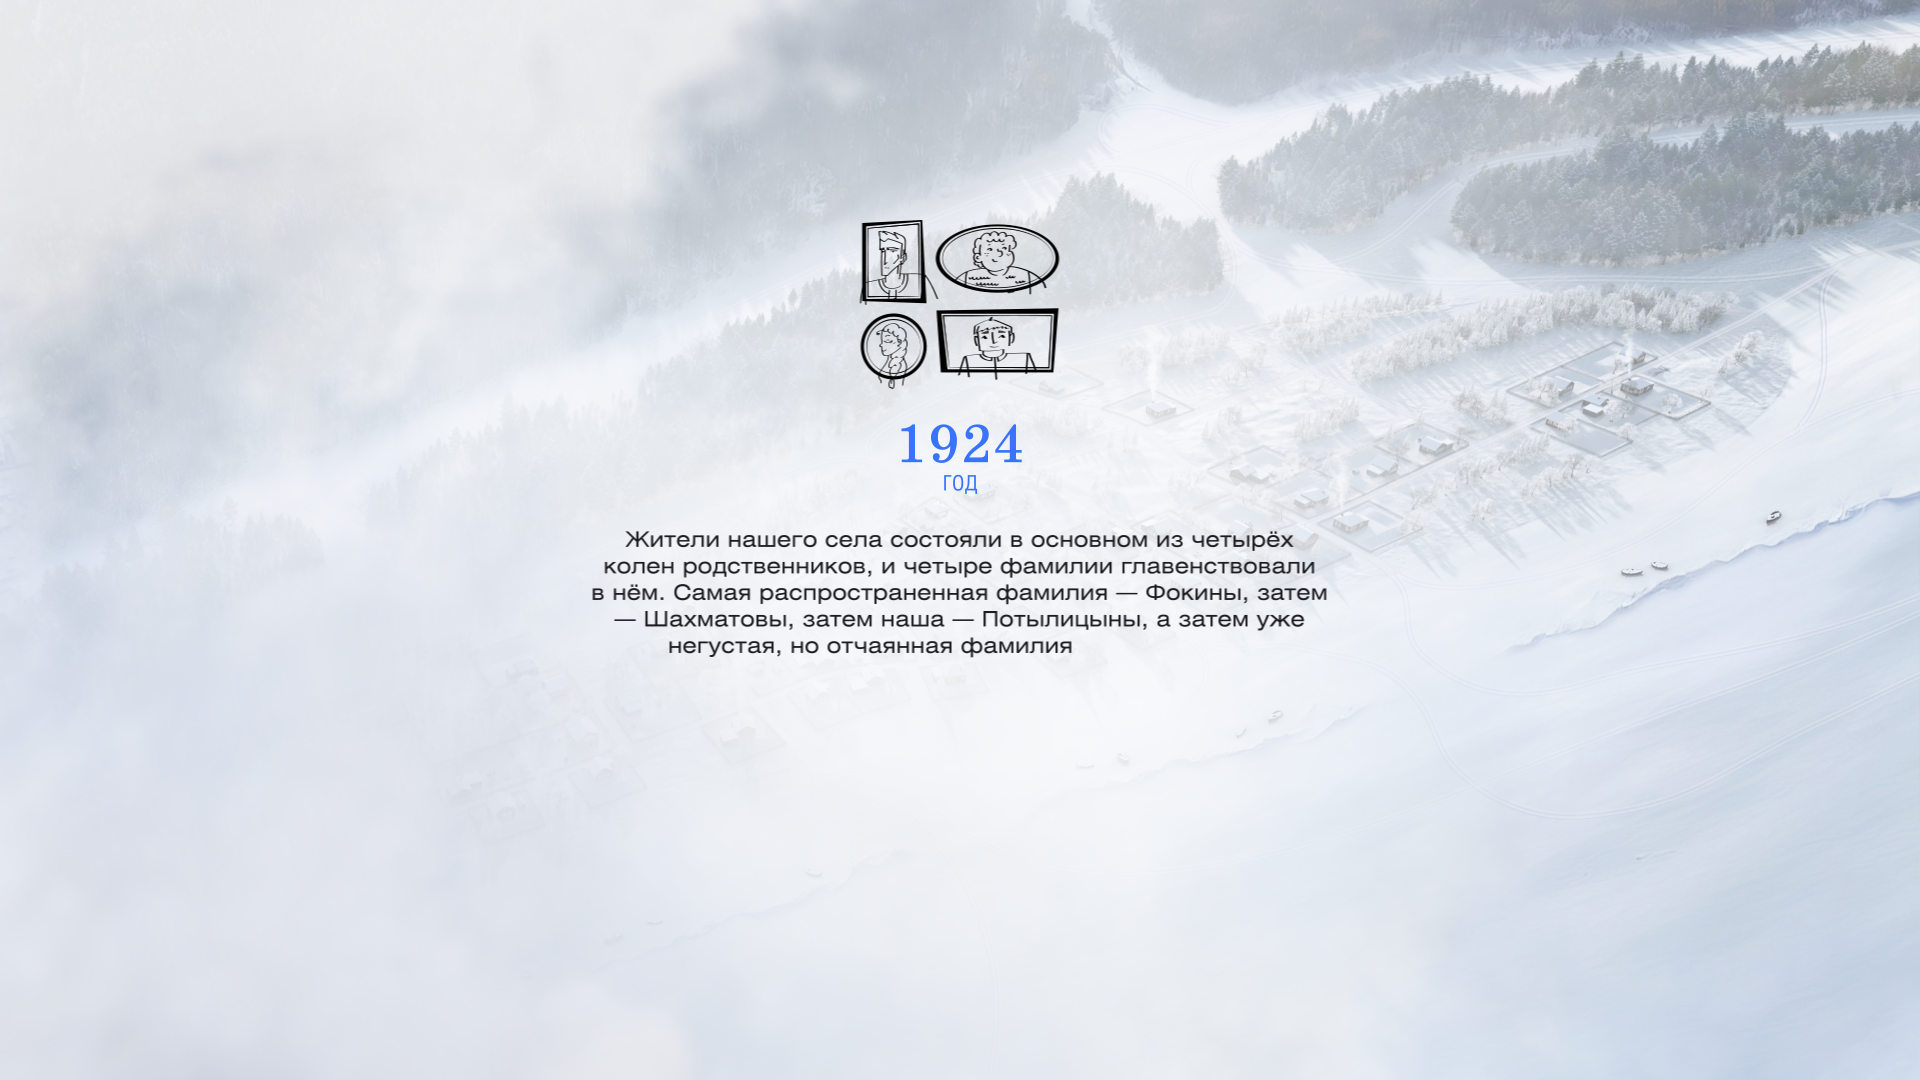 1924
ГОД
Жители нашего села состояли в основном из четырёх
колен родственников, и четыре фамилии главенствовали
в нём. Самая распространенная фамилия — Фокины, затем
— Шахматовы, затем наша — Потылицыны, а затем уже
негустая, но отчаянная фамилия